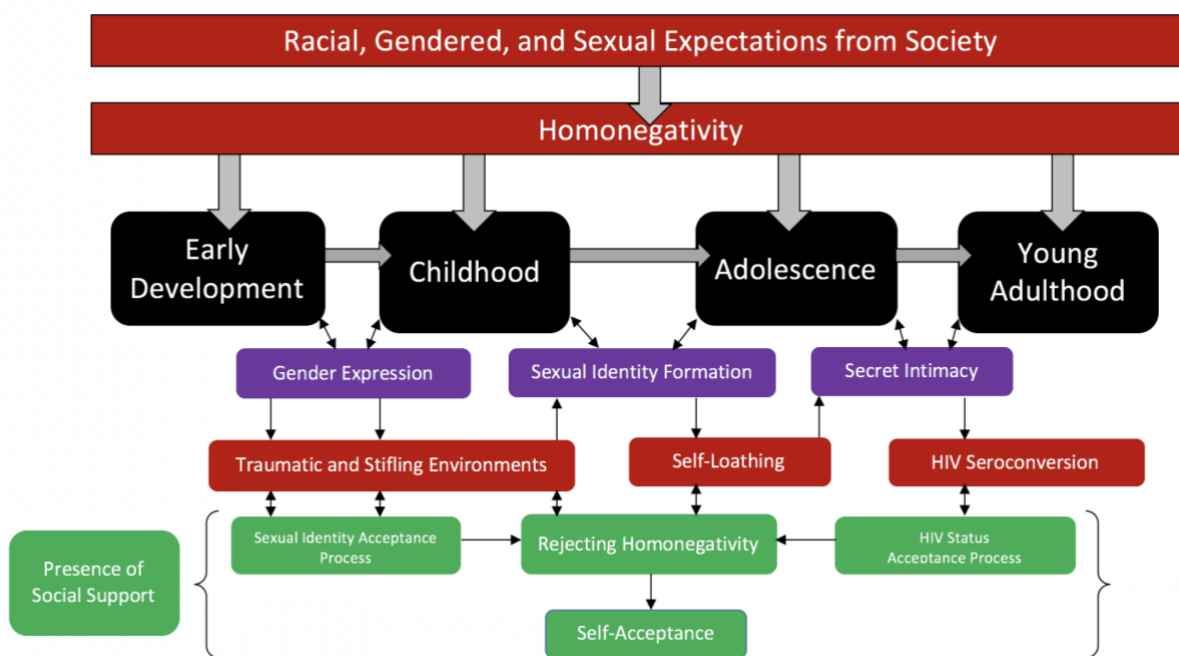 Racial, Gendered, and Sexual Expectations from Society
Homonegativity
Early
Development
Childhood
Adolescence
Young
Adulthood
Gender Expression
Sexual Identity Formation
Secret Intimacy
Traumatic and Stifling Environments
Self-Loathing
HIV Seroconversion
Presence of
Social Support
Sexual Identity Acceptance
Process
Rejecting Homonegativity
HIV Status
Acceptance Process
Self-Acceptance